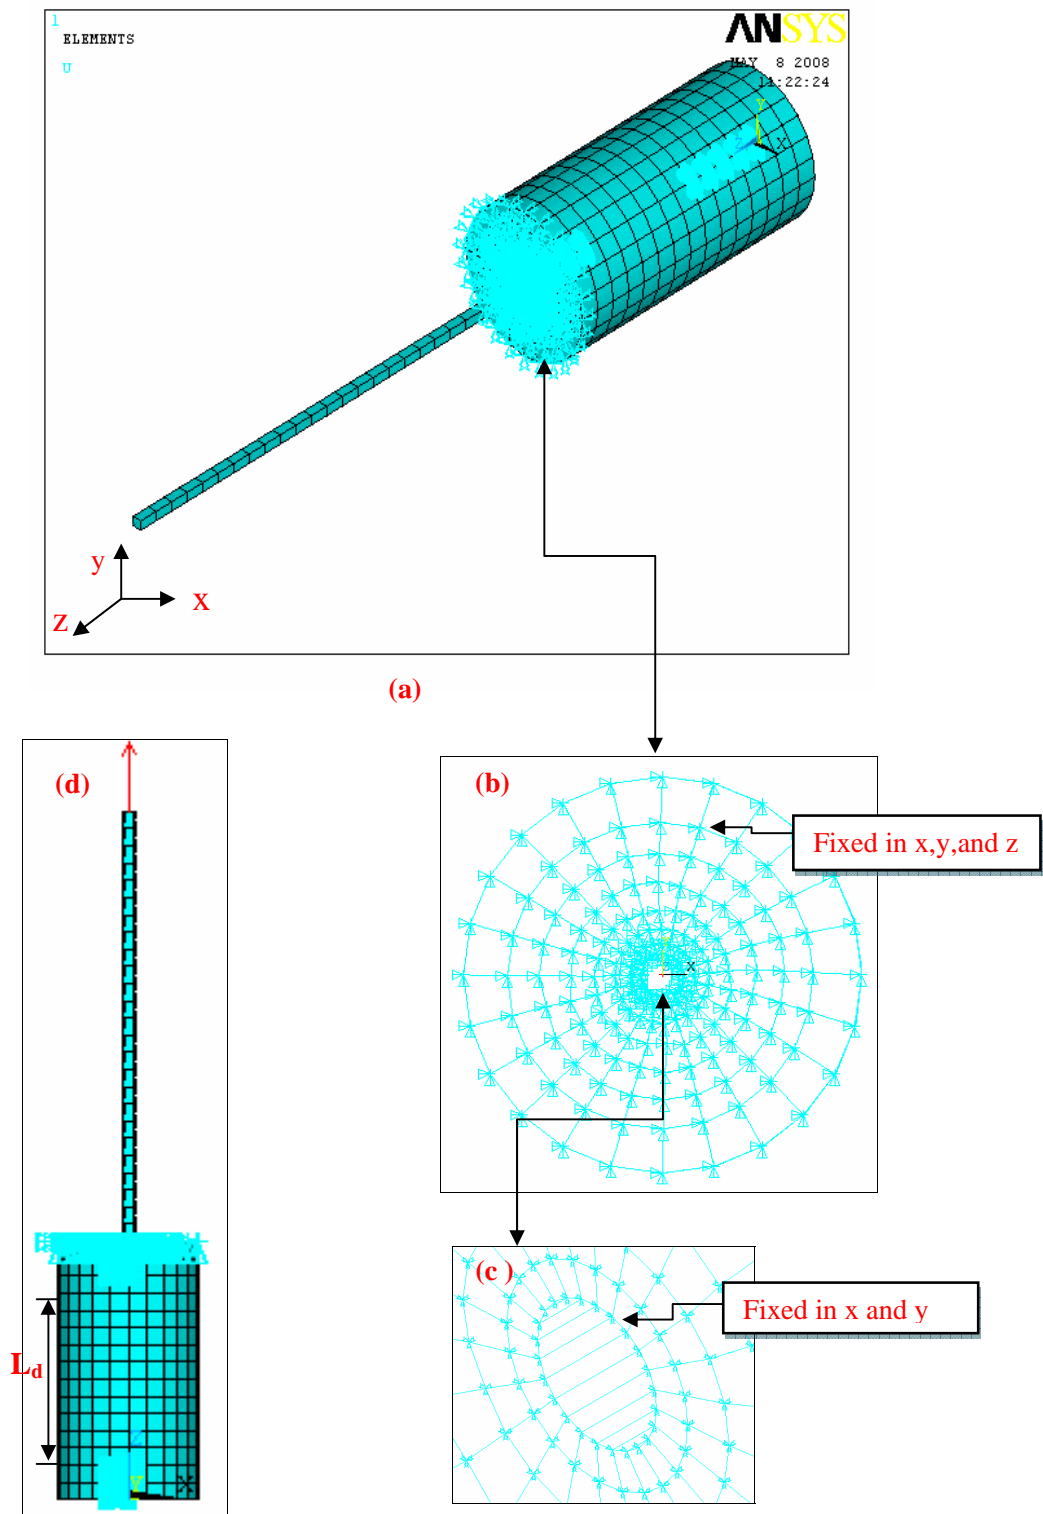 1
ELEMENTS
U
ANSYS
MAY 8 2008
11:22:24
Y
Z
X
y
x
z
(a)
(d)
(b)
Fixed in x,y,and z
Y
X
(c )
Fixed in x and y
Ld
Z
Y
X